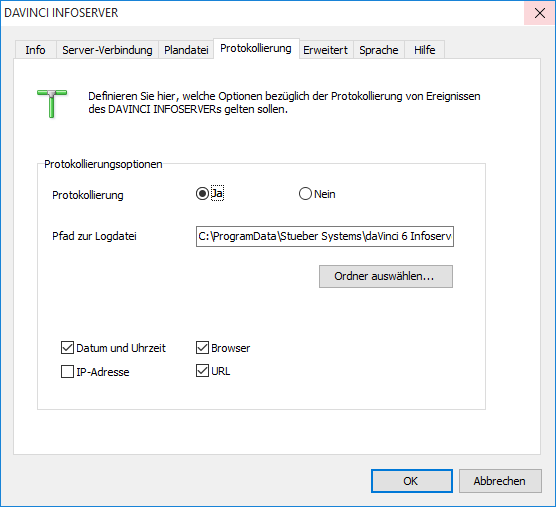 DAVINCI INFOSERVER
Info Server-Verbindung Plandatei Protokollierung Erweitert Sprache Hilfe
Definieren Sie hier, welche Optionen bezüglich der Protokollierung von Ereignissen
des DAVINCI INFOSERVERs gelten sollen.
Protokollierungsoptionen
Protokollierung Ja Nein
Pfad zur Logdatei C:\ProgramData\Stueber Systems\daVinci 6 Infoserv
Ordner auswählen...
Datum und Uhrzeit Browser
IP-Adresse URL
OK Abbrechen